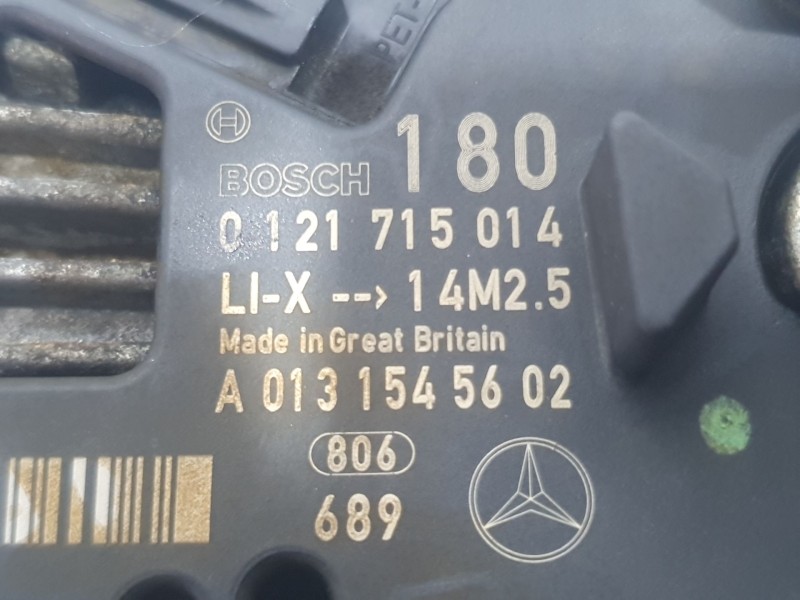 PET-
BOSCH 180
0 121 715 014
LI-X --> 14M2.5
Made in Great Britain
A 013 154 56 02
806
689